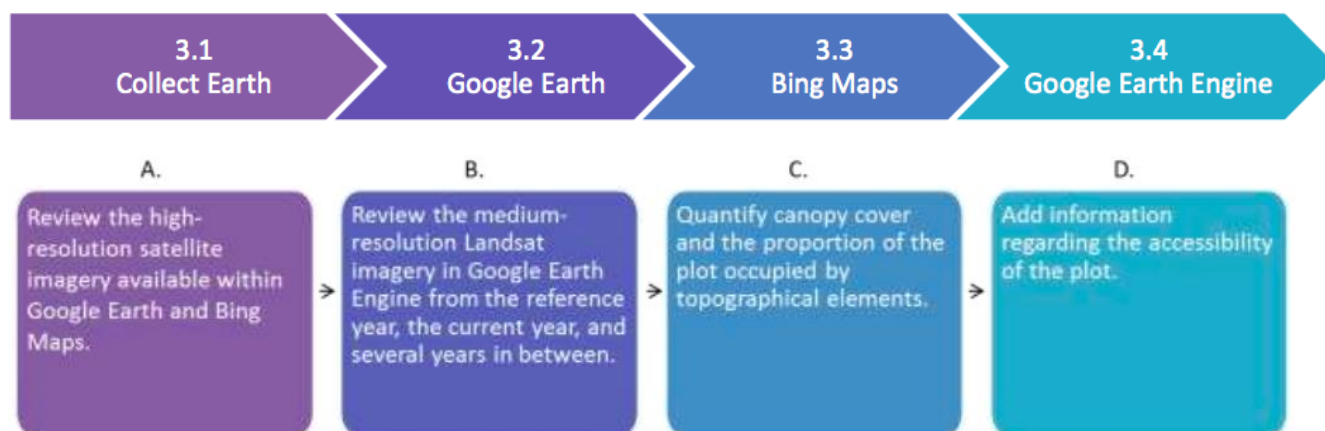 3.1
Collect Earth
3.2
Google Earth
3.3
Bing Maps
3.4
Google Earth Engine
A.
Review the high-
resolution satellite
imagery available within
Google Earth and Bing
Maps.
B.
Review the medium-
resolution Landsat
imagery in Google Earth
Engine from the reference
year, the current year, and
several years in between.
C.
Quantify canopy cover
and the proportion of the
plot occupied by
topographical elements.
D.
Add information
regarding the accessibility
of the plot.